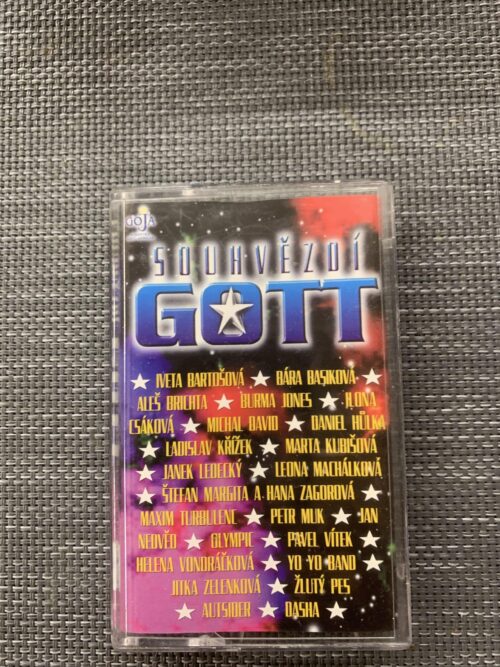 GOJA
SOUHVĚZDÍ
GOTT
IVETA BARTOŠOVÁ ★ BÁRA BASIKOVÁ
ALEŠ BRICHTA ★ BURMA JONES ★ ILONA
CSÁKOVÁ ★ MICHAL DAVID ★ DANIEL HŮLKA
★ LADISLAV KŘÍŽEK ★ MARTA KUBIŠOVÁ
★ JANEK LEDECKÝ ★ LEONA MACHÁLKOVÁ
★ ŠTEFAN MARGITA A HANA ZAGOROVÁ ★
MAXIM TURBULENC ★ PETR MUK ★ JAN
NEDVĚD ★ OLYMPIC ★ PAVEL VÍTEK ★
HELENA VONDRÁČKOVÁ ★ YO YO BAND ★
JITKA ZELENKOVÁ ★ ŽLUTÝ PES
★ AUTSIDER ★ DASHA ★